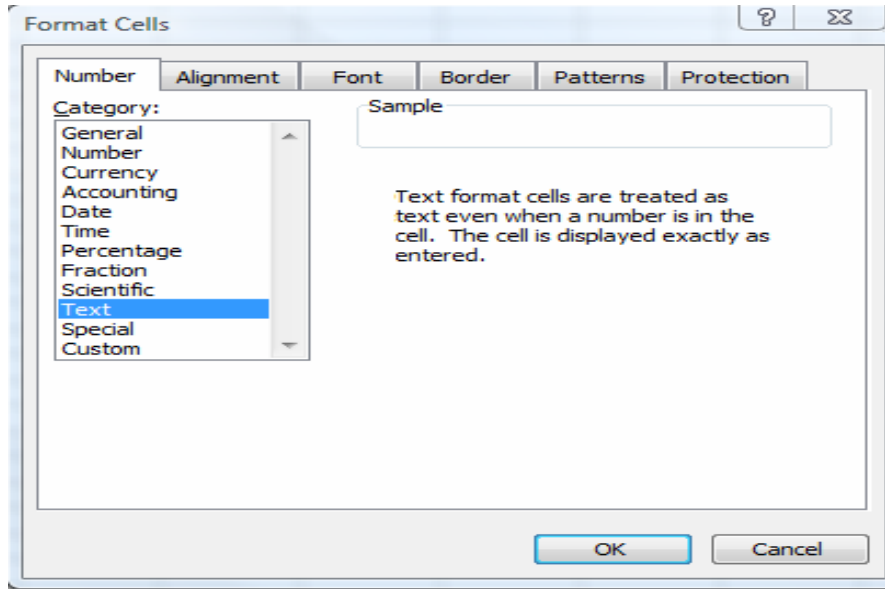 Format Cells
Number Alignment Font Border Patterns Protection
Category:
General
Number
Currency
Accounting
Date
Time
Percentage
Fraction
Scientific
Text
Special
Custom
Sample
Text format cells are treated as
text even when a number is in the
cell. The cell is displayed exactly as
entered.
OK Cancel